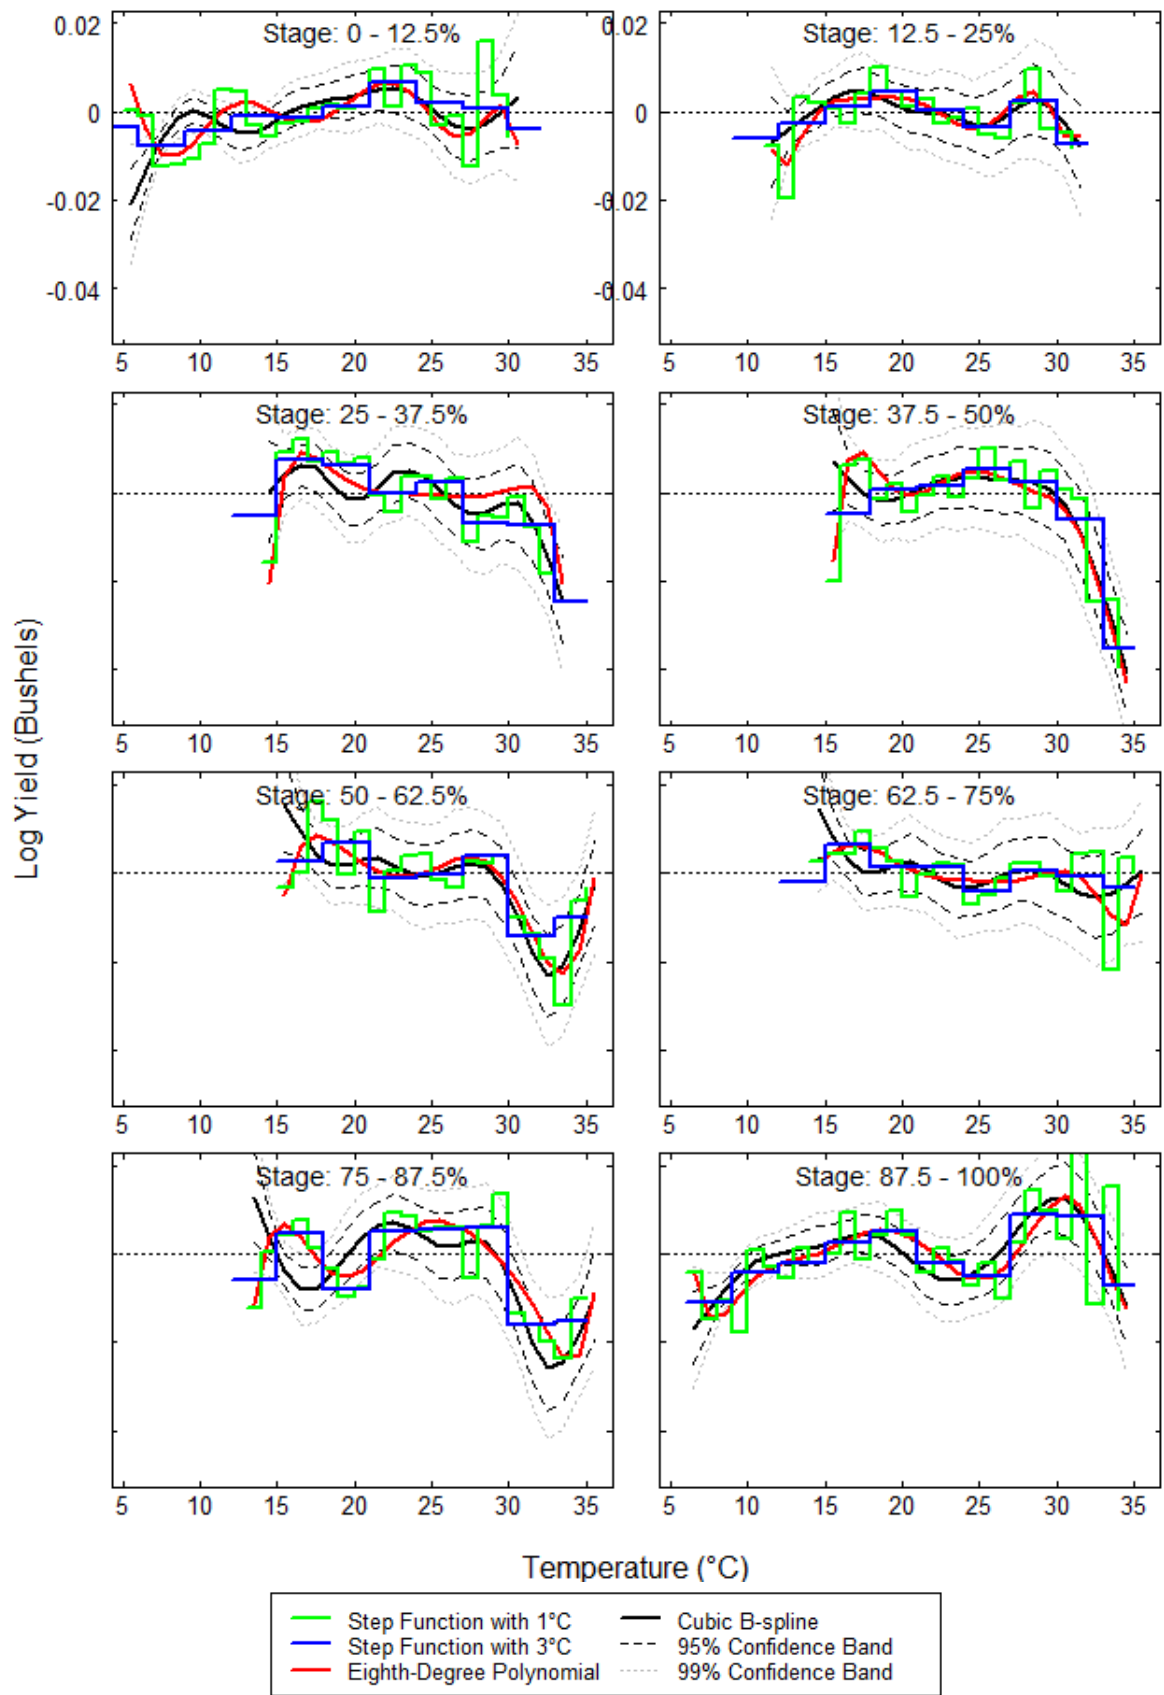 Log Yield (Bushels)
Stage: 0 - 12.5%
0.02
0
-0.02
-0.04
5 10 15 20 25 30 35
Stage: 12.5 - 25%
0.02
0
-0.02
-0.04
5 10 15 20 25 30 35
Stage: 25 - 37.5%
5 10 15 20 25 30 35
Stage: 37.5 - 50%
5 10 15 20 25 30 35
Stage: 50 - 62.5%
5 10 15 20 25 30 35
Stage: 62.5 - 75%
5 10 15 20 25 30 35
Stage: 75 - 87.5%
5 10 15 20 25 30 35
Stage: 87.5 - 100%
5 10 15 20 25 30 35
Temperature (°C)
Step Function with 1°C
Step Function with 3°C
Eighth-Degree Polynomial
Cubic B-spline
95% Confidence Band
99% Confidence Band